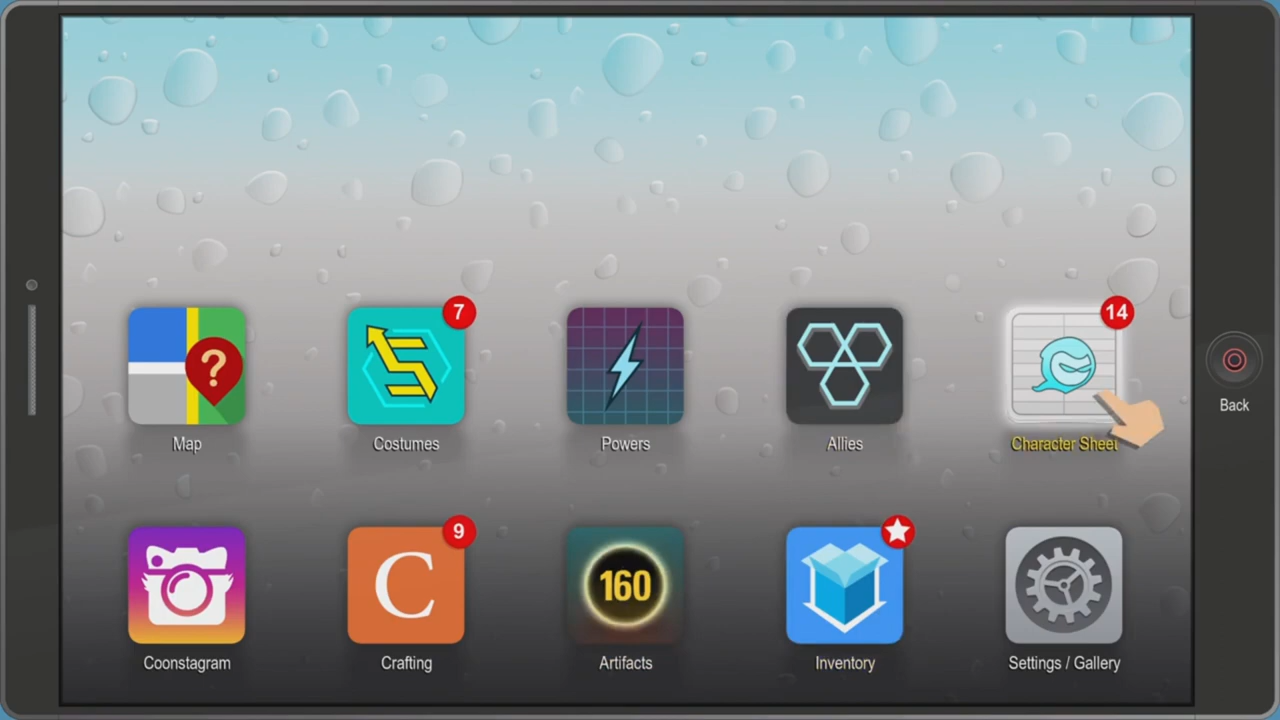 7
14
Map
Costumes
Powers
Allies
Character Sheet
Back
9
C
160
Coonstagram
Crafting
Artifacts
Inventory
Settings / Gallery